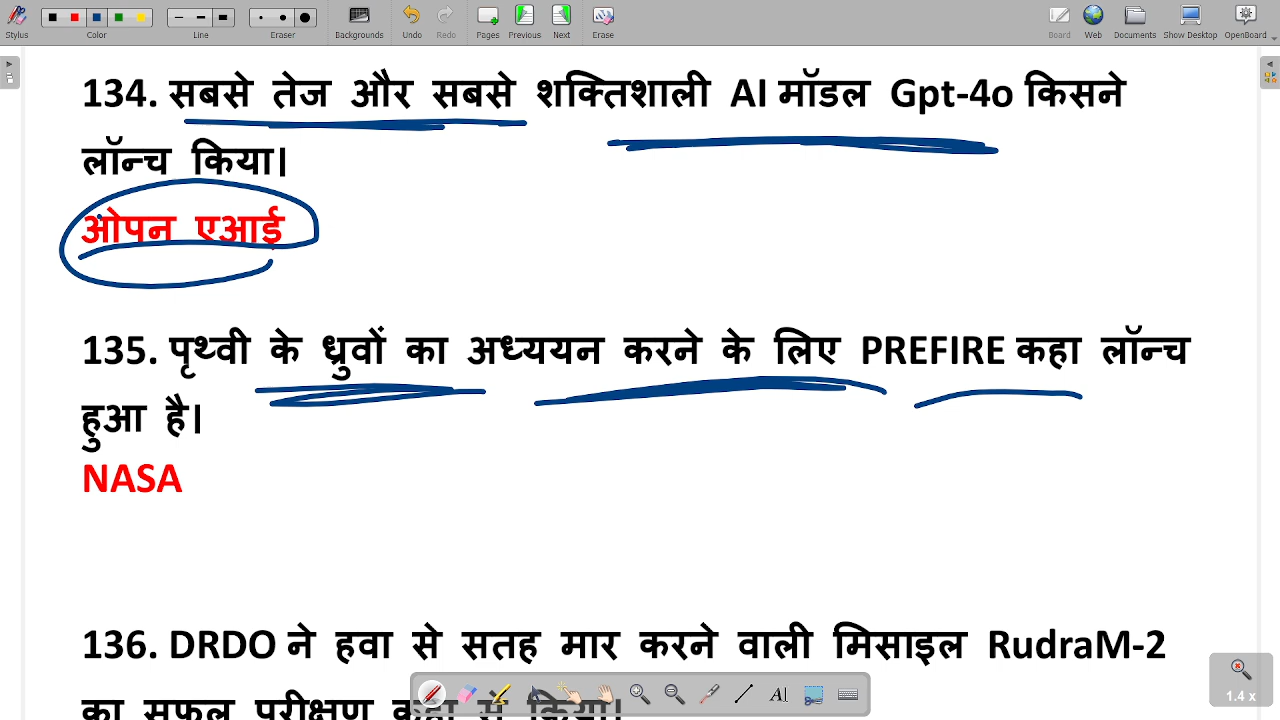 Stylus
Color
Line
Eraser
Backgrounds
Undo
Redo
Pages
Previous
Next
Erase
Board
Web
Documents
Show Desktop
OpenBoard
134. सबसे तेज और सबसे शक्तिशाली AI मॉडल Gpt-4o किसने
लॉन्च किया।
ओपन एआई
135. पृथ्वी के ध्रुवों का अध्ययन करने के लिए PREFIRE कहा लॉन्च
हुआ है।
NASA
136. DRDO ने हवा से सतह मार करने वाली मिसाइल RudraM-2
का सफल परीक्षण कहा से किया।
AI
1.4 x